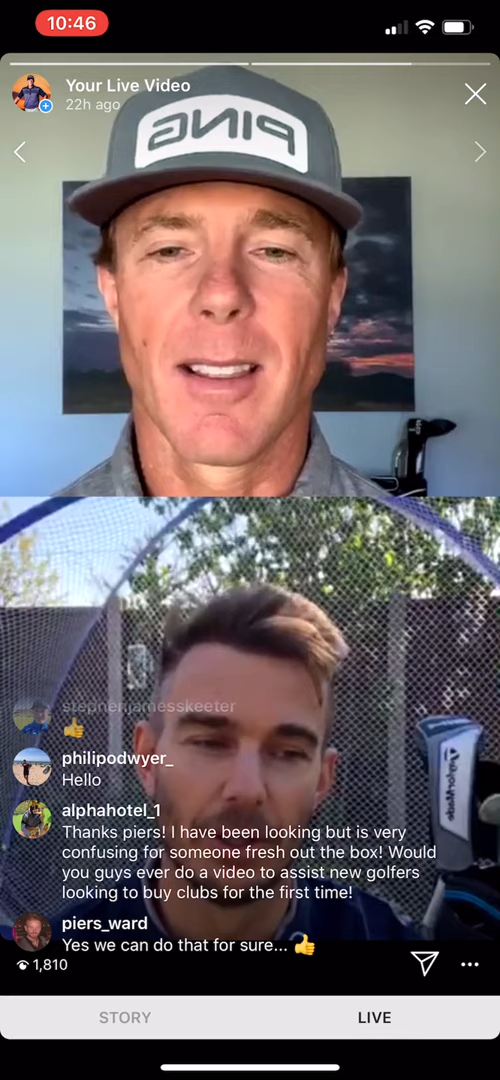 10:46
Your Live Video
22h ago
PING
stephenjamesskeeter
👍
philipodwyer_
Hello
alphahotel_1
Thanks piers! I have been looking but is very
confusing for someone fresh out the box! Would
you guys ever do a video to assist new golfers
looking to buy clubs for the first time!
TaylorMade
piers_ward
Yes we can do that for sure... 👍
1,810
STORY
LIVE